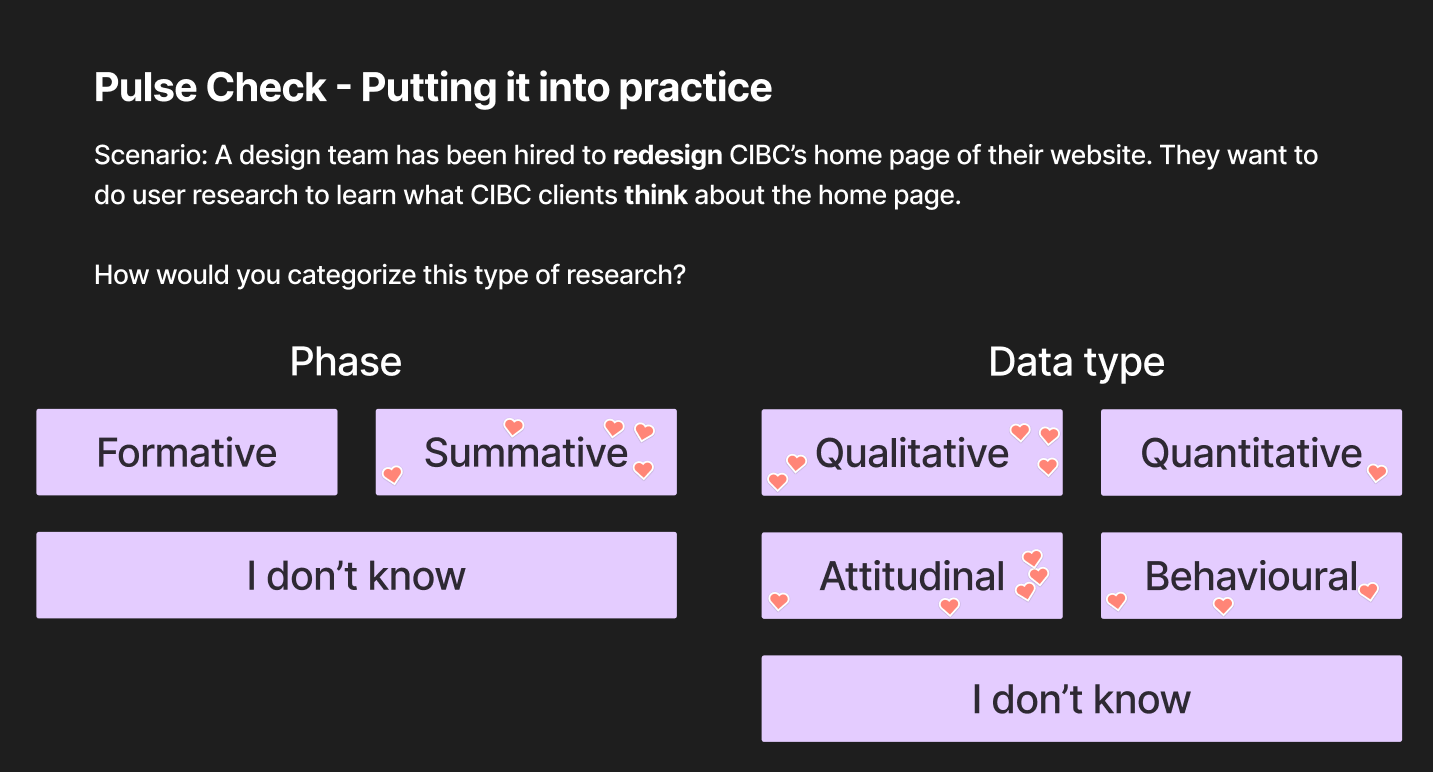 Pulse Check - Putting it into practice
Scenario: A design team has been hired to redesign CIBC’s home page of their website. They want to
do user research to learn what CIBC clients think about the home page.
How would you categorize this type of research?
Phase
Formative
Summative
I don’t know
Data type
Qualitative
Quantitative
Attitudinal
Behavioural
I don’t know